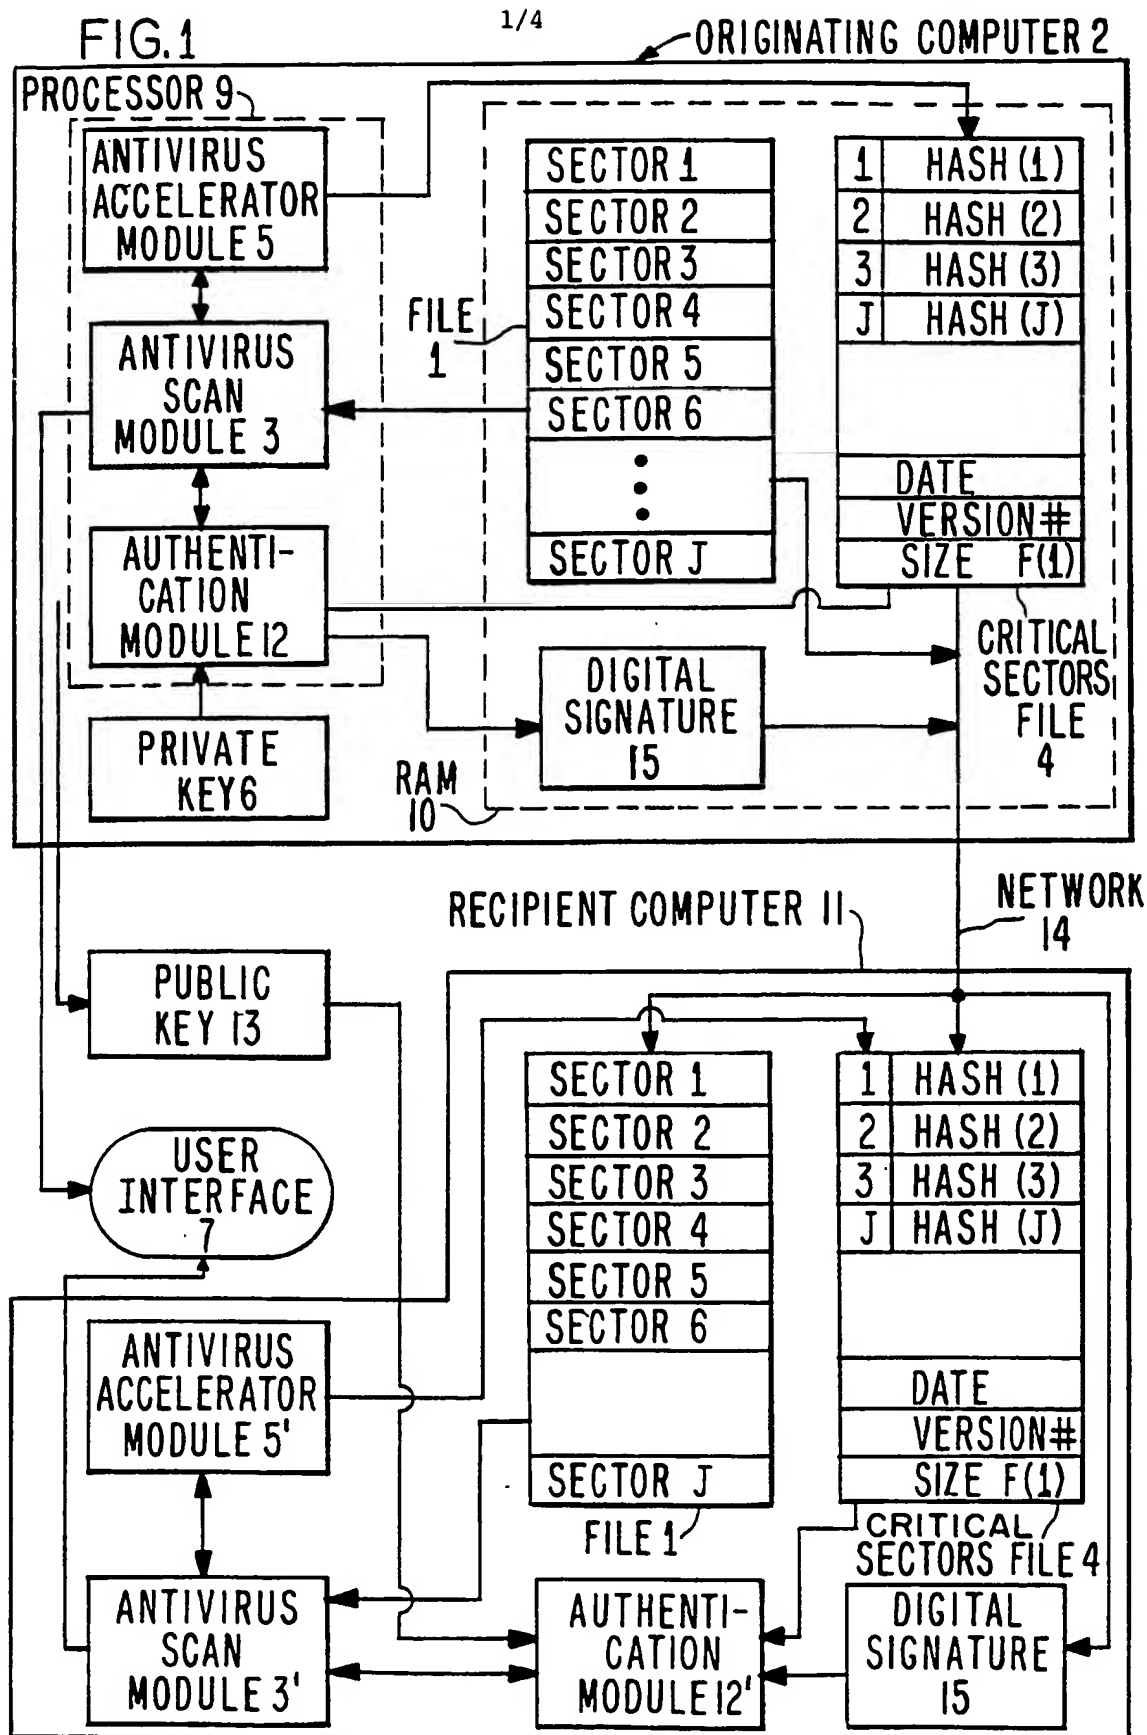 1/4
FIG.1
ORIGINATING COMPUTER 2
PROCESSOR 9
ANTIVIRUS
ACCELERATOR
MODULE 5
ANTIVIRUS
SCAN
MODULE 3
AUTHENTI-
CATION
MODULE 12
PRIVATE
KEY6
FILE
1
SECTOR 1
SECTOR 2
SECTOR 3
SECTOR 4
SECTOR 5
SECTOR 6
SECTOR J
1 HASH (1)
2 HASH (2)
3 HASH (3)
J HASH (J)
DATE
VERSION#
SIZE F(1)
DIGITAL
SIGNATURE
15
CRITICAL
SECTORS
FILE
4
RAM
10
NETWORK
14
RECIPIENT COMPUTER 11
PUBLIC
KEY 13
USER
INTERFACE
7
ANTIVIRUS
ACCELERATOR
MODULE 5'
ANTIVIRUS
SCAN
MODULE 3'
SECTOR 1
SECTOR 2
SECTOR 3
SECTOR 4
SECTOR 5
SECTOR 6
SECTOR J
FILE 1
1 HASH (1)
2 HASH (2)
3 HASH (3)
J HASH (J)
DATE
VERSION#
SIZE F(1)
CRITICAL
SECTORS FILE 4
AUTHENTI-
CATION
MODULE 12'
DIGITAL
SIGNATURE
15